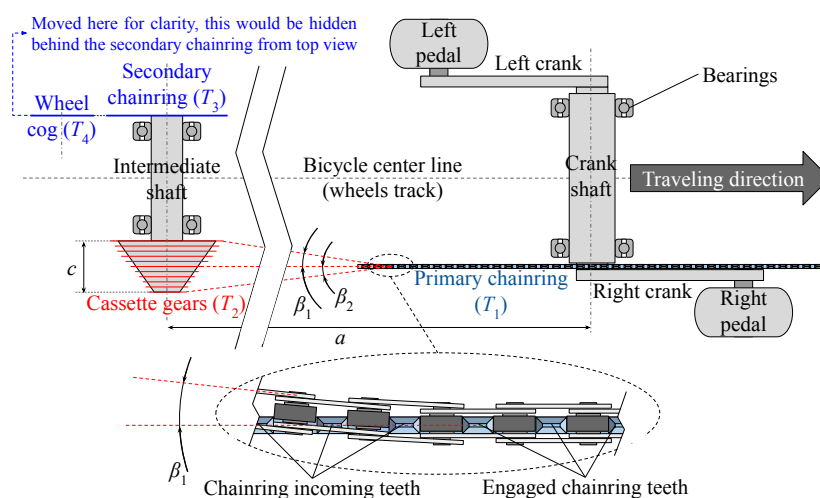 Moved here for clarity, this would be hidden
behind the secondary chainring from top view
Secondary
chainring (T3)
Wheel
cog (T4)
Intermediate
shaft
Cassette gears (T2)
c
Left
pedal
Left crank
Bearings
Bicycle center line
(wheels track)
Crank
shaft
Traveling direction
β1
β2
Primary chainring
(T1)
Right crank
Right
pedal
a
β1
Chainring incoming teeth
Engaged chainring teeth